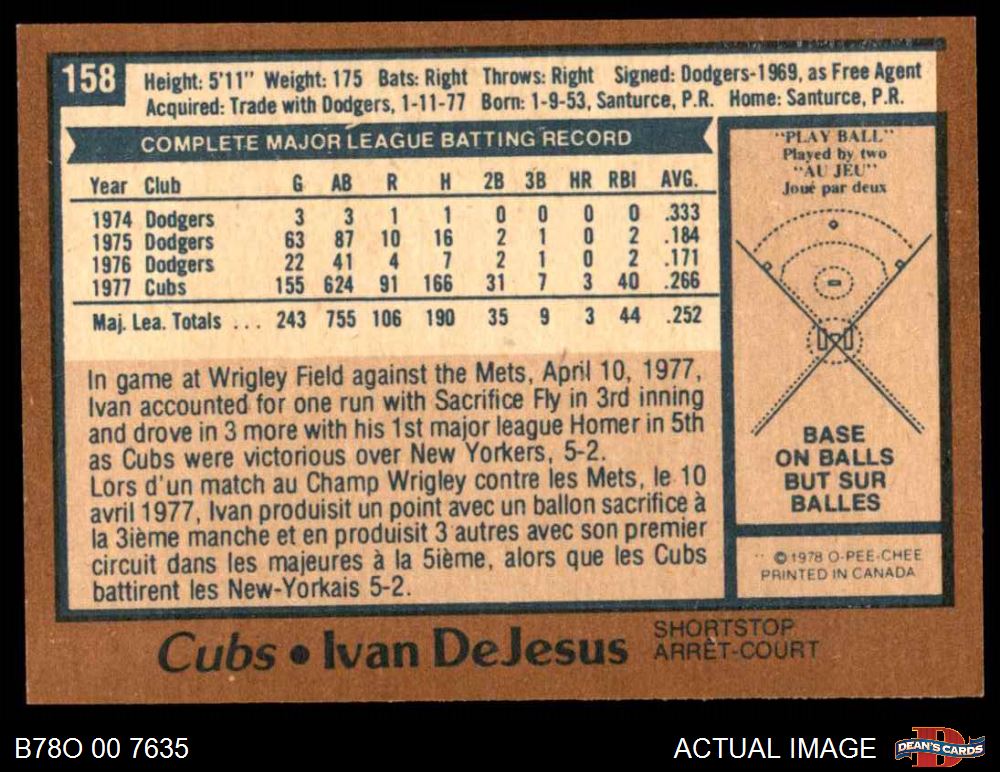 158
Height: 5'11" Weight: 175 Bats: Right Throws: Right Signed: Dodgers-1969, as Free Agent
Acquired: Trade with Dodgers, 1-11-77 Born: 1-9-53, Santurce, P.R. Home: Santurce, P.R.
COMPLETE MAJOR LEAGUE BATTING RECORD
Year Club G AB R H 2B 3B HR RBI AVG.
1974 Dodgers 3 3 1 1 0 0 0 0 .333
1975 Dodgers 63 87 10 16 2 1 0 2 .184
1976 Dodgers 22 41 4 7 2 1 0 2 .171
1977 Cubs 155 624 91 166 31 7 3 40 .266
Maj. Lea. Totals ... 243 755 106 190 35 9 3 44 .252
In game at Wrigley Field against the Mets, April 10, 1977,
Ivan accounted for one run with Sacrifice Fly in 3rd inning
and drove in 3 more with his 1st major league Homer in 5th
as Cubs were victorious over New Yorkers, 5-2.
Lors d'un match au Champ Wrigley contre les Mets, le 10
avril 1977, Ivan produisit un point avec un ballon sacrifice à
la 3ième manche et en produisit 3 autres avec son premier
circuit dans les majeures à la 5ième, alors que les Cubs
battirent les New-Yorkais 5-2.
"PLAY BALL"
Played by two
"AU JEU"
Joué par deux
BASE
ON BALLS
BUT SUR
BALLES
©1978 O-PEE-CHEE
PRINTED IN CANADA
Cubs • Ivan DeJesus
SHORTSTOP
ARRÊT-COURT
B78O 00 7635
ACTUAL IMAGE
DEAN'S CARDS